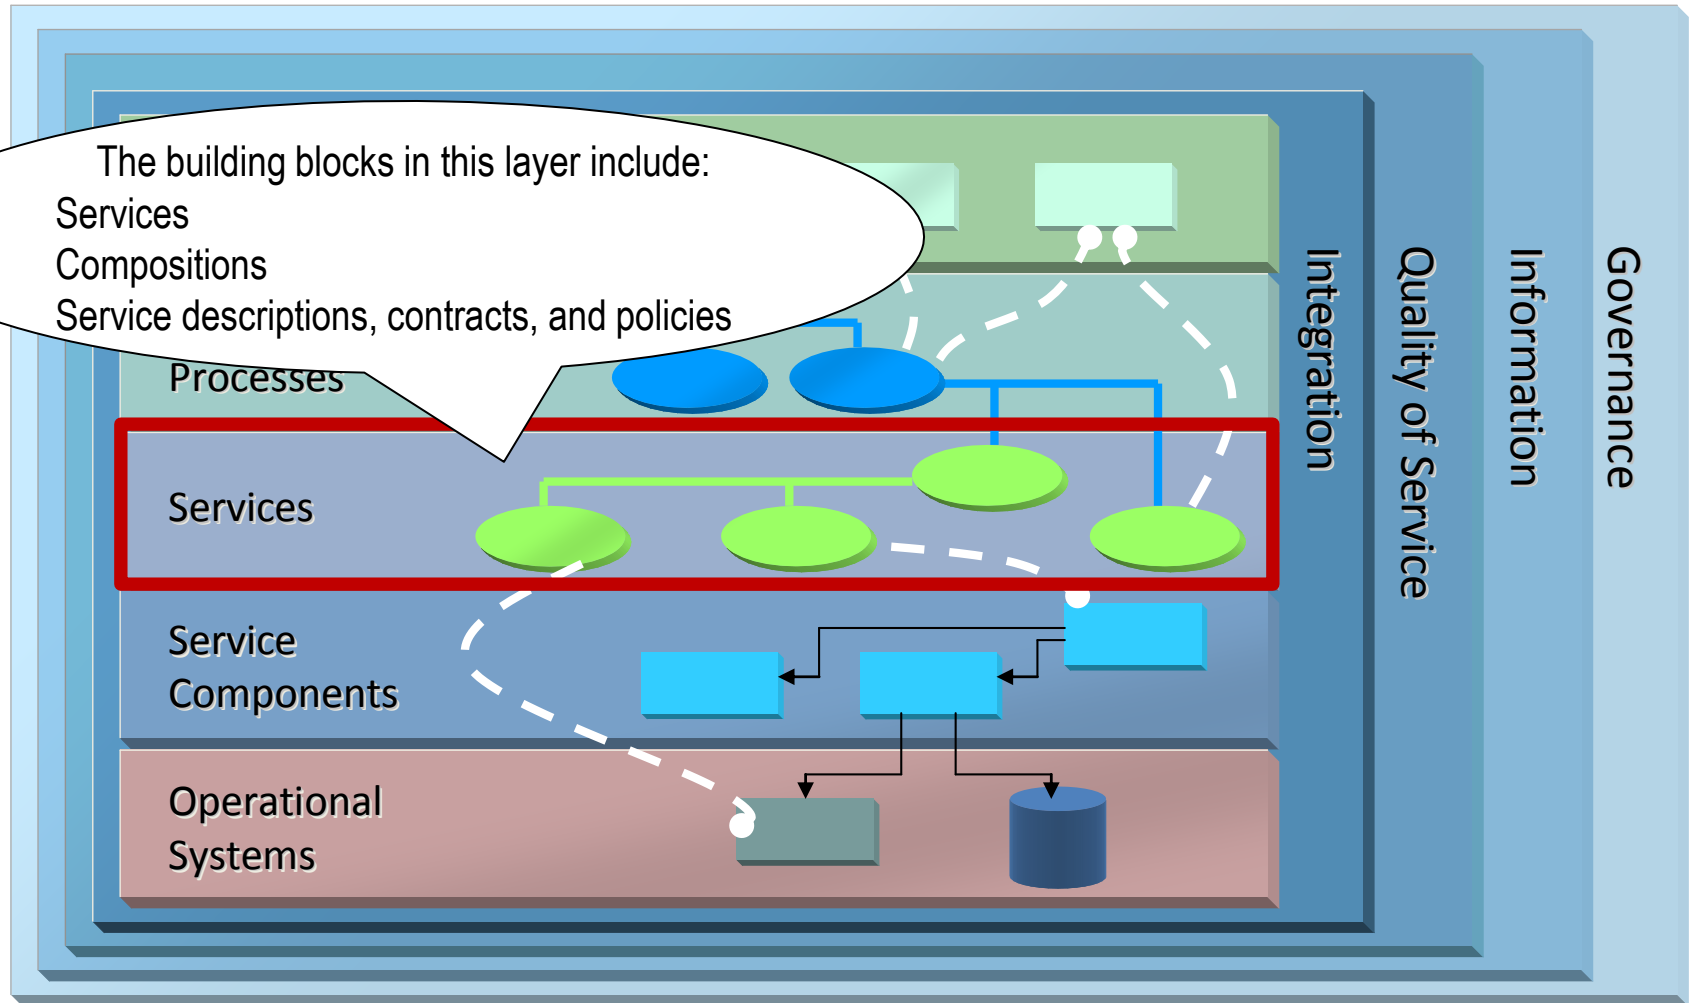 The building blocks in this layer include:
Services
Compositions
Service descriptions, contracts, and policies
Processes
Services
Service
Components
Operational
Systems
Integration
Quality of Service
Information
Governance